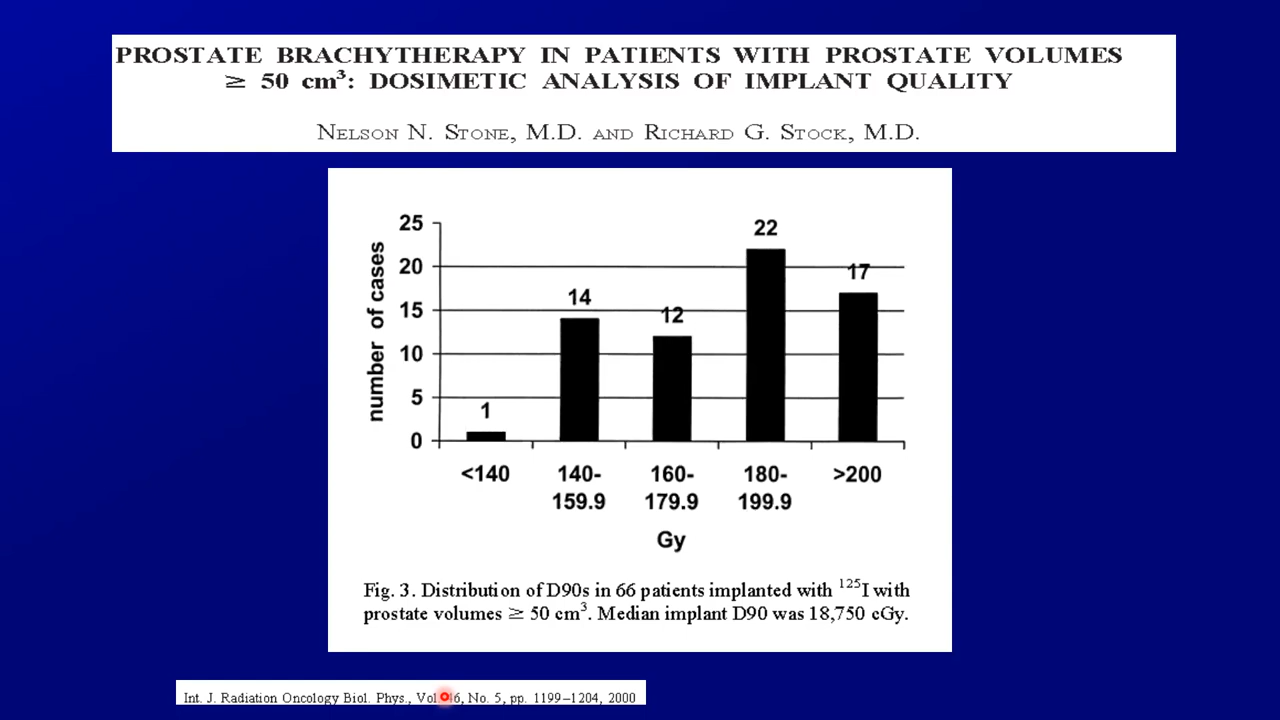 PROSTATE BRACHYTHERAPY IN PATIENTS WITH PROSTATE VOLUMES
≥ 50 cm³: DOSIMETIC ANALYSIS OF IMPLANT QUALITY
NELSON N. STONE, M.D. AND RICHARD G. STOCK, M.D.
number of cases
25
20
15
10
5
0
1
14
12
22
17
<140
140-
159.9
160-
179.9
180-
199.9
>200
Gy
Fig. 3. Distribution of D90s in 66 patients implanted with ¹²⁵I with
prostate volumes ≥ 50 cm³. Median implant D90 was 18,750 cGy.
Int. J. Radiation Oncology Biol. Phys., Vol 6, No. 5, pp. 1199–1204, 2000